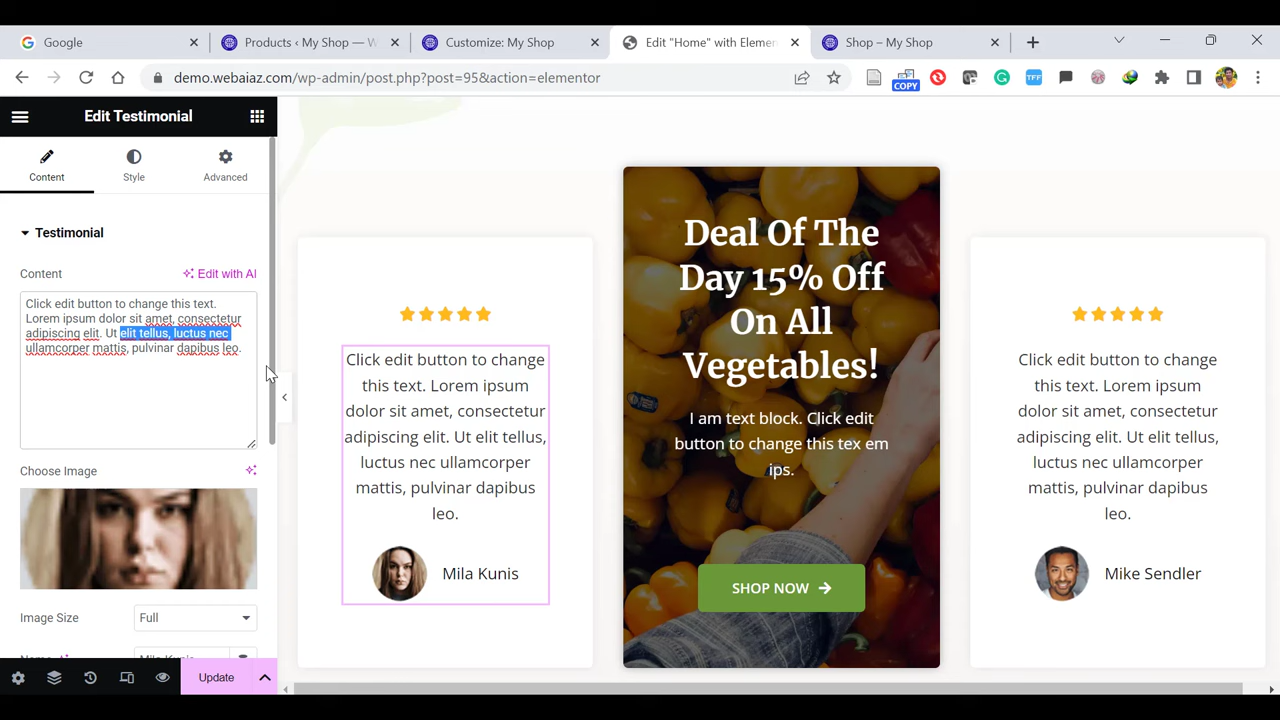 Google
Products ‹ My Shop — W
Customize: My Shop
Edit "Home" with Elemen
Shop – My Shop
demo.webaiaz.com/wp-admin/post.php?post=95&action=elementor
COPY
TFF
Edit Testimonial
Content
Style
Advanced
Testimonial
Content
Edit with AI
Click edit button to change this text.
Lorem ipsum dolor sit amet, consectetur
adipiscing elit. Ut elit tellus, luctus nec
ullamcorper mattis, pulvinar dapibus leo.
Choose Image
Image Size
Full
Name
Mila Kunis
Update
Click edit button to change
this text. Lorem ipsum
dolor sit amet, consectetur
adipiscing elit. Ut elit tellus,
luctus nec ullamcorper
mattis, pulvinar dapibus
leo.
Mila Kunis
Deal Of The
Day 15% Off
On All
Vegetables!
I am text block. Click edit
button to change this tex em
ips.
SHOP NOW
Click edit button to change
this text. Lorem ipsum
dolor sit amet, consectetur
adipiscing elit. Ut elit tellus,
luctus nec ullamcorper
mattis, pulvinar dapibus
leo.
Mike Sendler